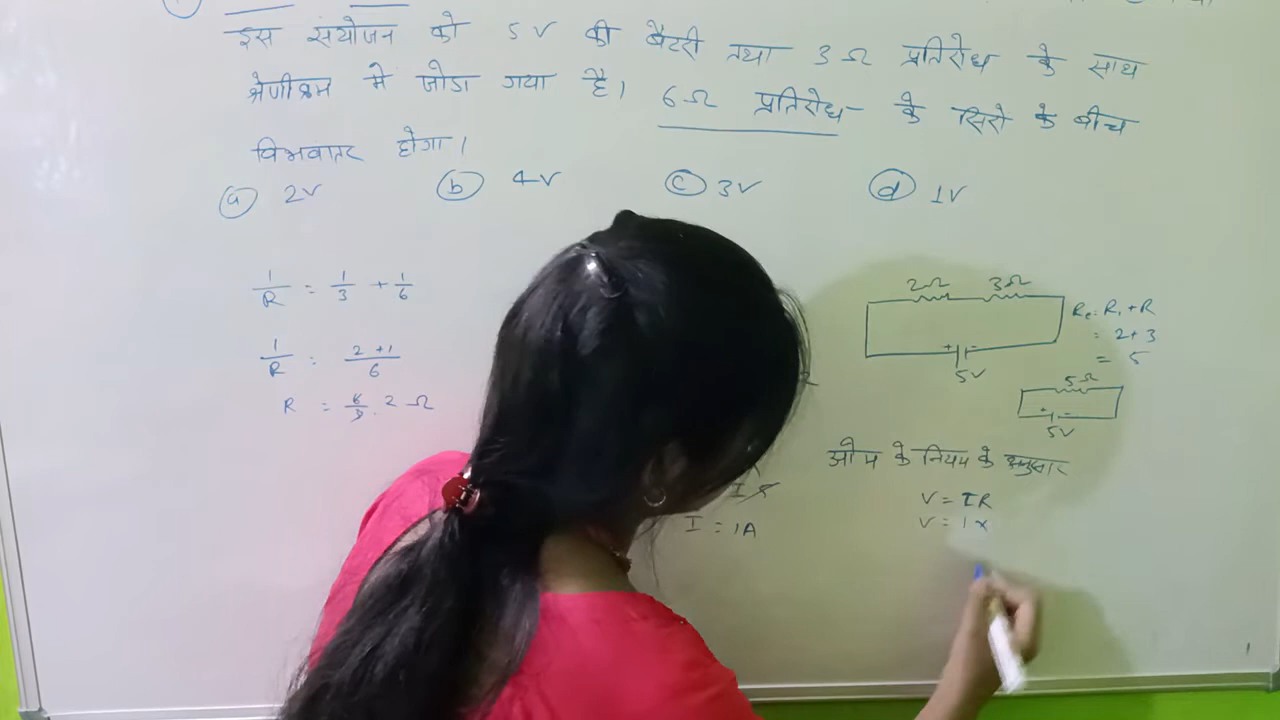 इस संयोजन को 5V की बैटरी तथा 3Ω प्रतिरोध के साथ
श्रेणीक्रम में जोडा गया है। 6Ω प्रतिरोध के सिरो के बीच
विभवान्तर होगा।
(a) 2V (b) 4V (c) 3V (d) 1V
1/R = 1/3 + 1/6
1/R = 2+1/6
R = 6/3 . 2Ω
2Ω 3Ω
+ -
5V
Re = R1 + R
= 2+3
= 5
5Ω
+ -
5V
ओम के नियम के अनुसार
V = IR
V = 1x
I = 1A